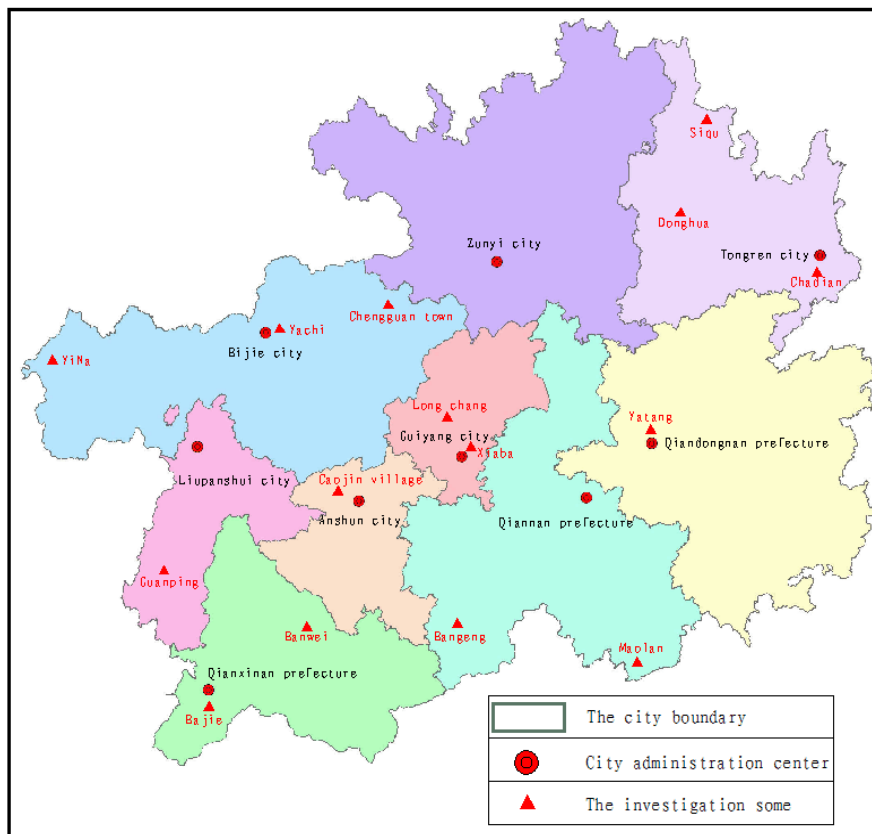 Siqu
Donghua
Zunyi city
Tongren city
Chadian
Chengguan town
Yachi
Bijie city
YiNa
Long chang
Yatang
Guiyang city
Xiaba
Qiandongnan prefecture
Liupanshui city
Caojin village
Anshun city
Qiannan prefecture
Guanping
Banwei
Bangeng
Maolan
Qianxinan prefecture
Bajie
The city boundary
City administration center
The investigation some